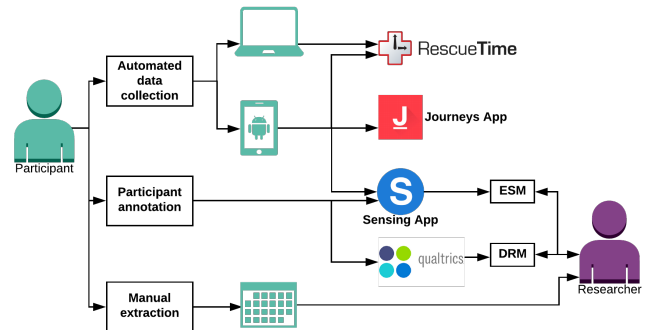 Automated
data
collection
RescueTime
J
Journeys App
Participant
Participant
annotation
S
Sensing App
ESM
qualtrics
DRM
Researcher
Manual
extraction